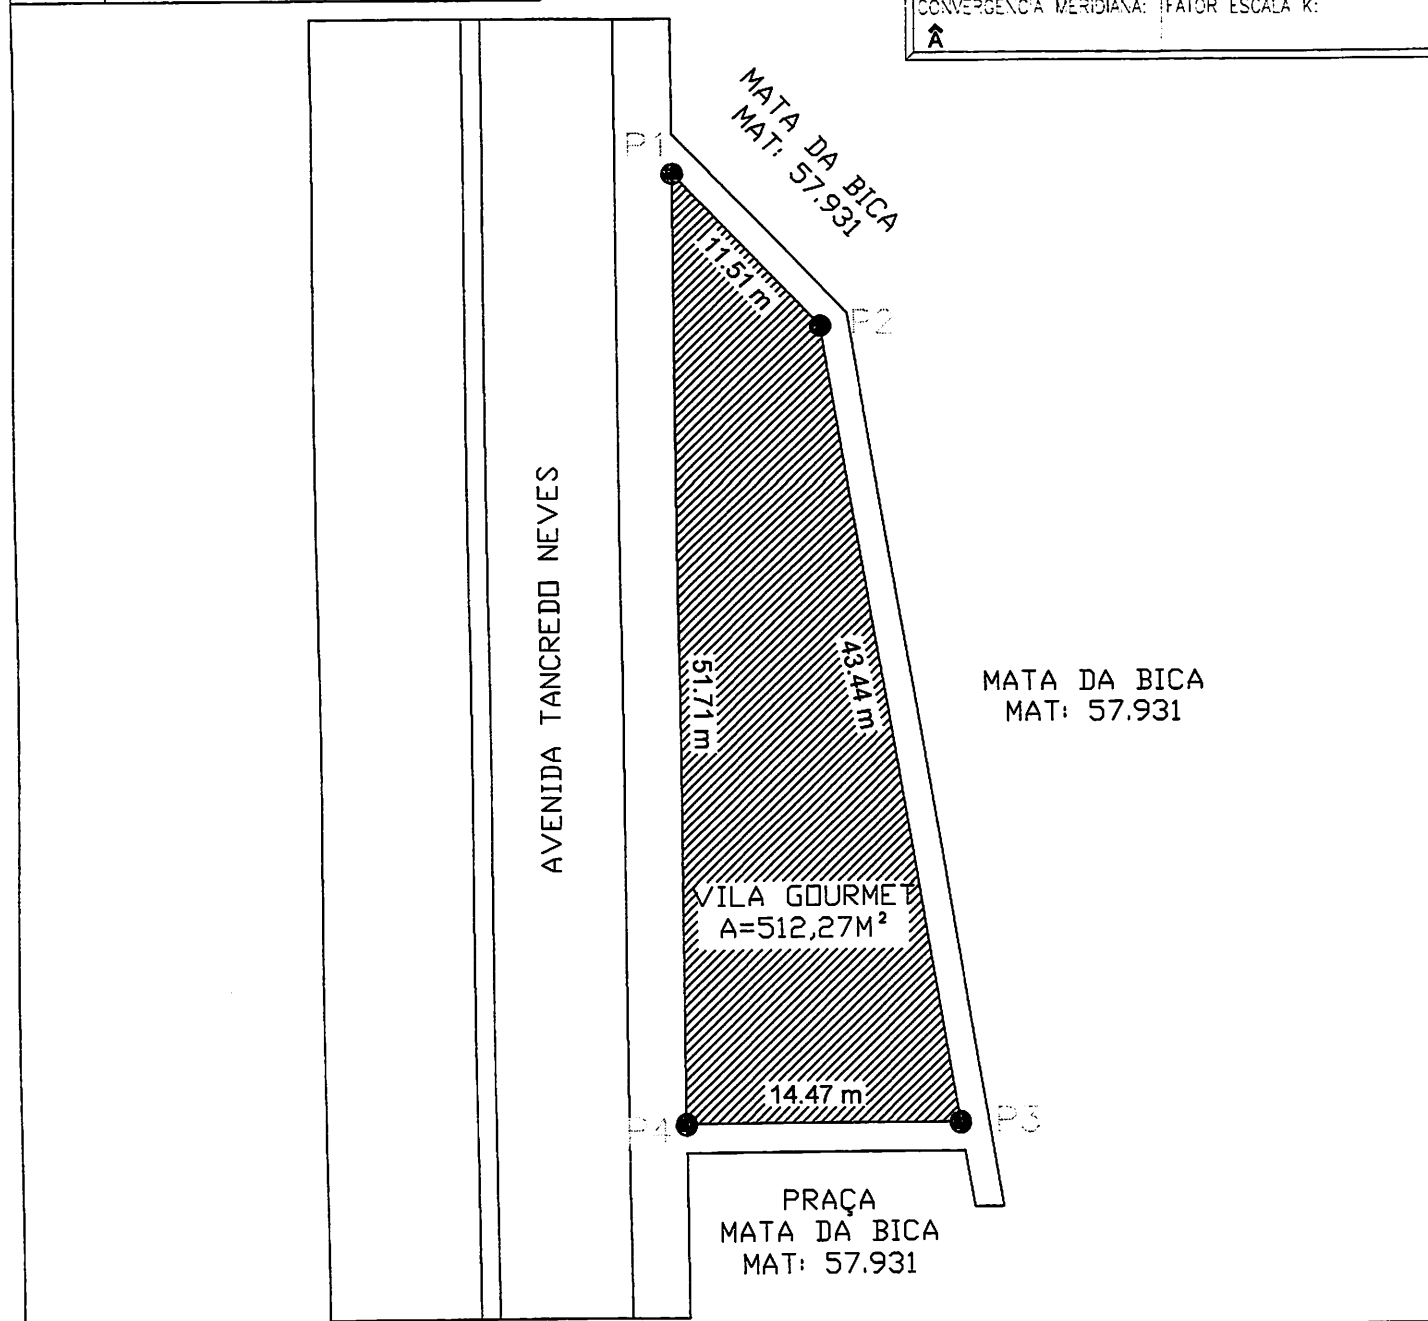 CONVERGÊNCIA MERIDIANA: FATOR ESCALA K:
P1
MATA DA BICA
MAT: 57.931
11.51 m
P2
AVENIDA TANCREDO NEVES
51.71 m
43.44 m
MATA DA BICA
MAT: 57.931
VILA GOURMET
A=512,27M²
14.47 m
P4
P3
PRAÇA
MATA DA BICA
MAT: 57.931